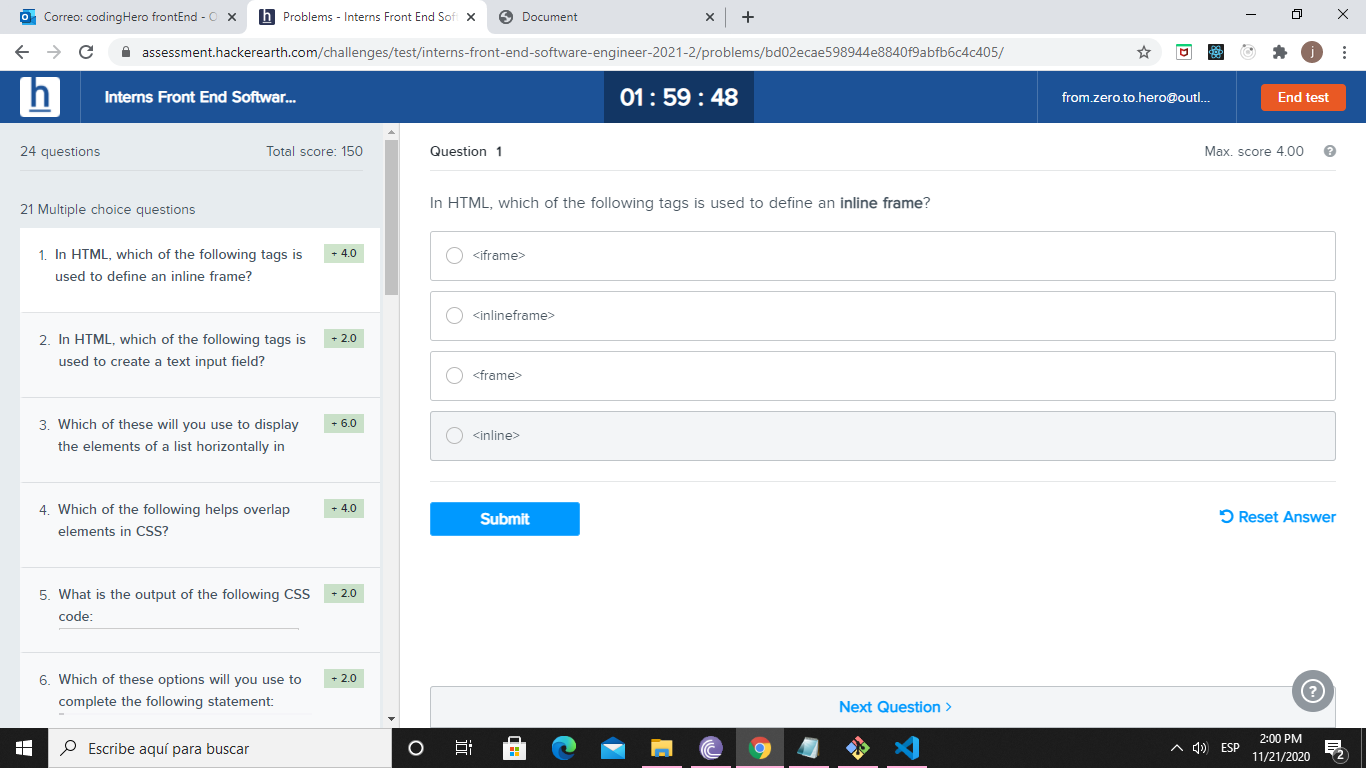 Correo: codingHero frontEnd - O
Problems - Interns Front End Soft
Document
assessment.hackerearth.com/challenges/test/interns-front-end-software-engineer-2021-2/problems/bd02ecae598944e8840f9abfb6c4c405/
j
h
Interns Front End Softwar...
01 : 59 : 48
from.zero.to.hero@outl...
End test
24 questions
Total score: 150
21 Multiple choice questions
1. In HTML, which of the following tags is
used to define an inline frame?
+ 4.0
2. In HTML, which of the following tags is
used to create a text input field?
+ 2.0
3. Which of these will you use to display
the elements of a list horizontally in
+ 6.0
4. Which of the following helps overlap
elements in CSS?
+ 4.0
5. What is the output of the following CSS
code:
+ 2.0
6. Which of these options will you use to
complete the following statement:
+ 2.0
Question 1
Max. score 4.00
?
In HTML, which of the following tags is used to define an inline frame?
<iframe>
<inlineframe>
<frame>
<inline>
Submit
Reset Answer
Next Question >
?
Escribe aquí para buscar
ESP
2:00 PM
11/21/2020
2